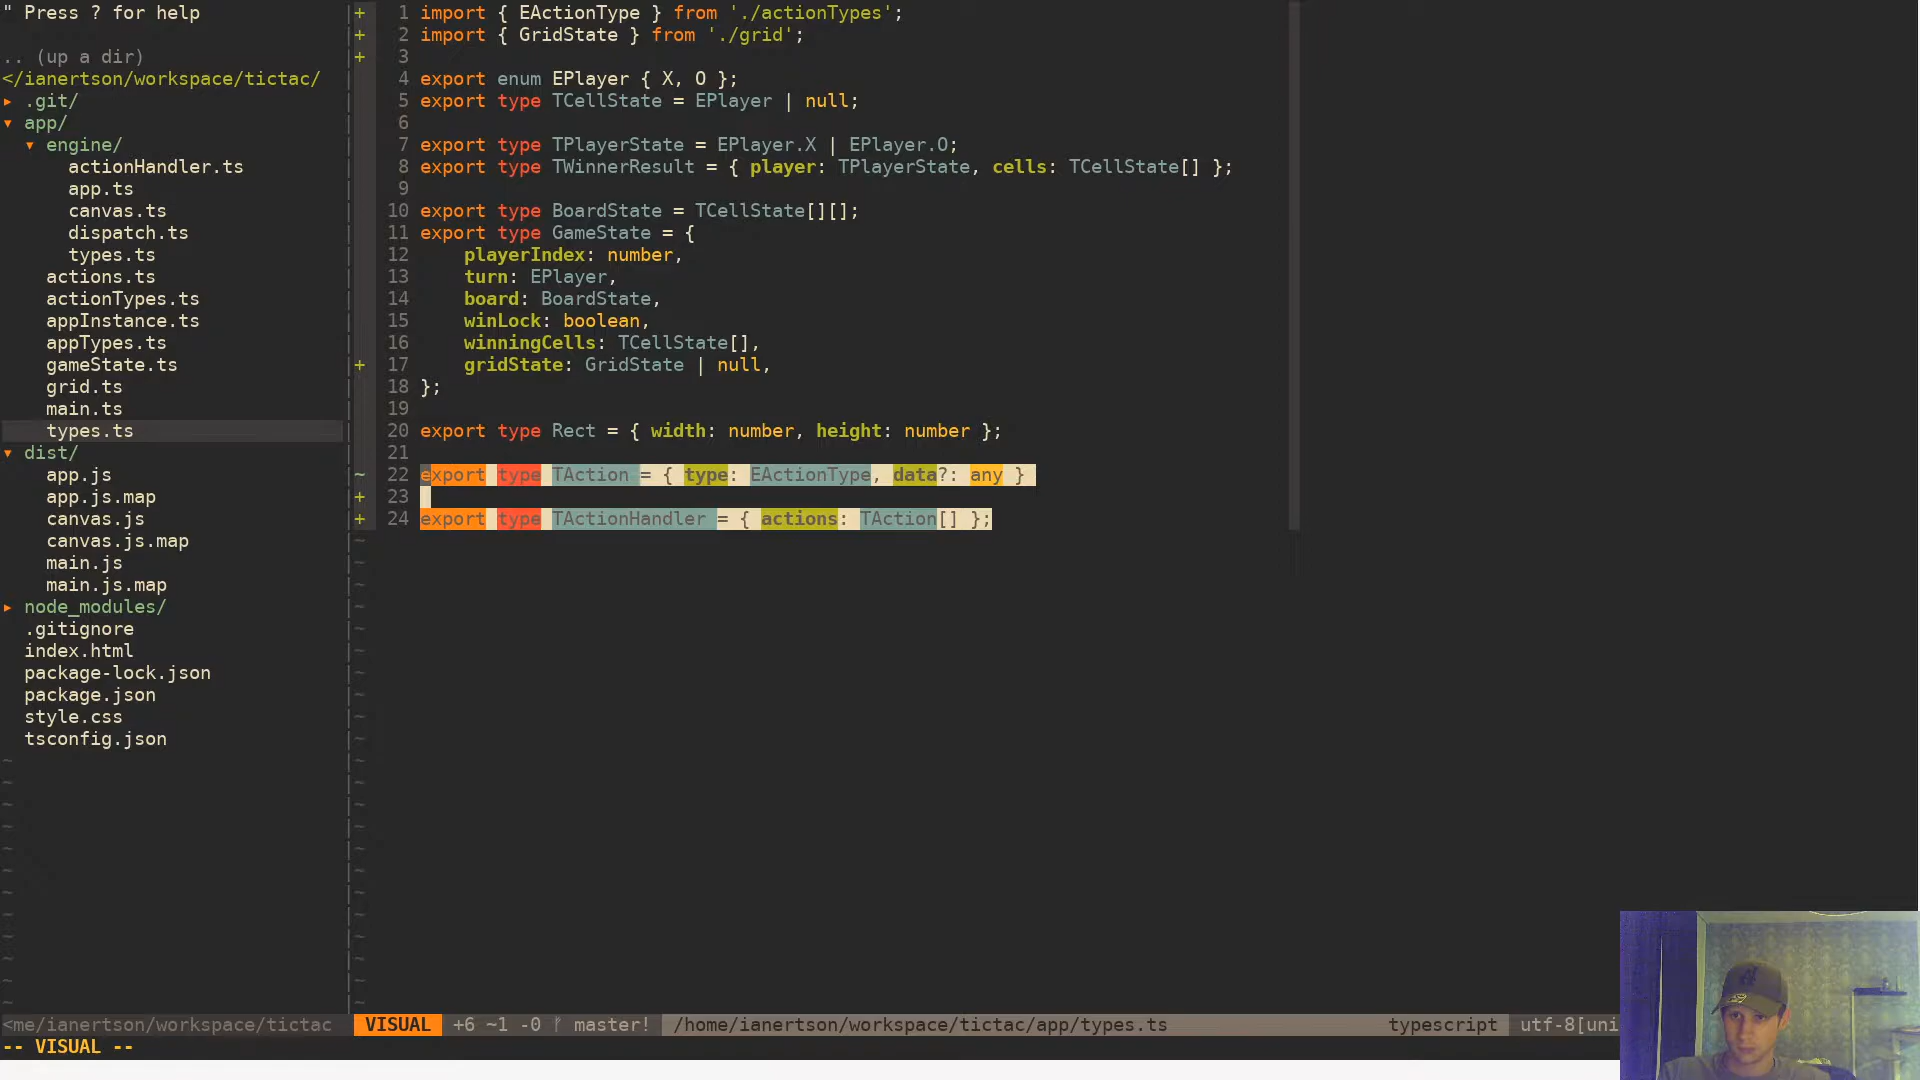 " Press ? for help
.. (up a dir)
</ianertson/workspace/tictac/
▸ .git/
▾ app/
▾ engine/
actionHandler.ts
app.ts
canvas.ts
dispatch.ts
types.ts
actions.ts
actionTypes.ts
appInstance.ts
appTypes.ts
gameState.ts
grid.ts
main.ts
types.ts
▾ dist/
app.js
app.js.map
canvas.js
canvas.js.map
main.js
main.js.map
▸ node_modules/
.gitignore
index.html
package-lock.json
package.json
style.css
tsconfig.json
+ 1 import { EActionType } from './actionTypes';
+ 2 import { GridState } from './grid';
+ 3
4 export enum EPlayer { X, O };
5 export type TCellState = EPlayer | null;
6
7 export type TPlayerState = EPlayer.X | EPlayer.O;
8 export type TWinnerResult = { player: TPlayerState, cells: TCellState[] };
9
10 export type BoardState = TCellState[][];
11 export type GameState = {
12 playerIndex: number,
13 turn: EPlayer,
14 board: BoardState,
15 winLock: boolean,
16 winningCells: TCellState[],
+ 17 gridState: GridState | null,
18 };
19
20 export type Rect = { width: number, height: number };
21
~ 22 export type TAction = { type: EActionType, data?: any }
+ 23
+ 24 export type TActionHandler = { actions: TAction[] };
<me/ianertson/workspace/tictac VISUAL +6 ~1 -0 ᚠ master! /home/ianertson/workspace/tictac/app/types.ts typescript utf-8[uni
-- VISUAL --